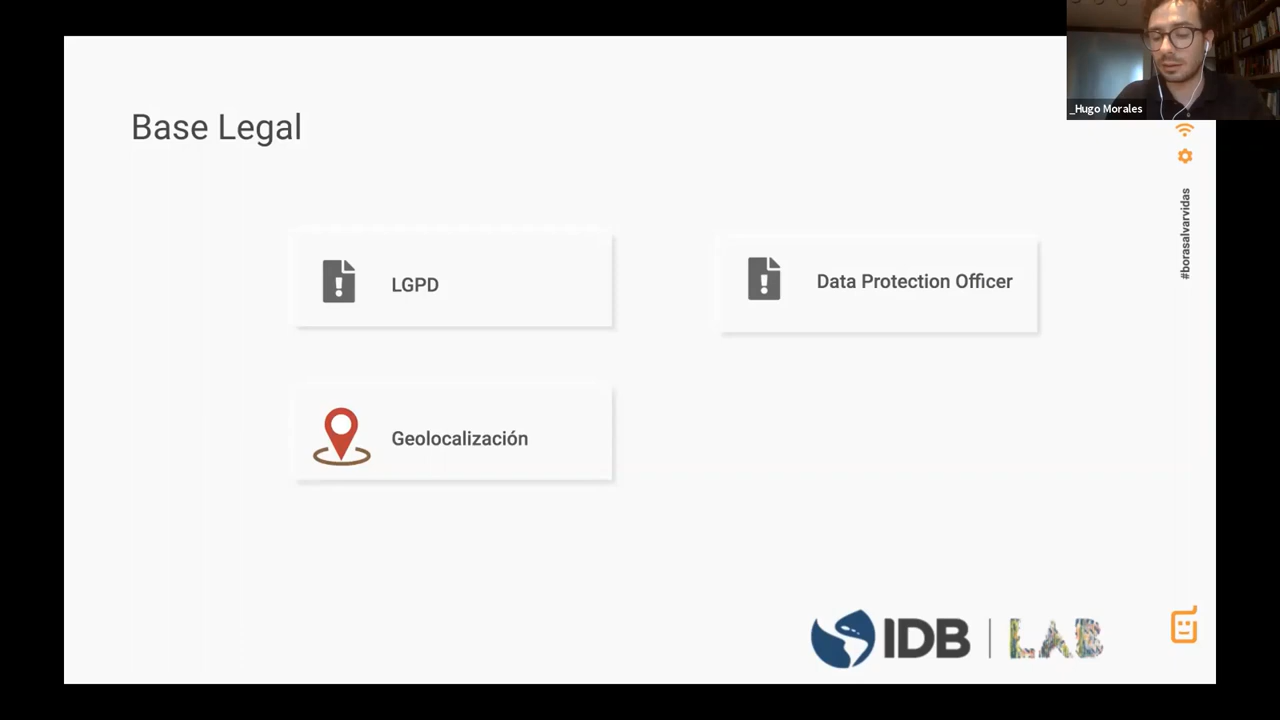 _Hugo Morales
Base Legal
#borasalvarvidas
LGPD
Data Protection Officer
Geolocalización
IDB | LAB